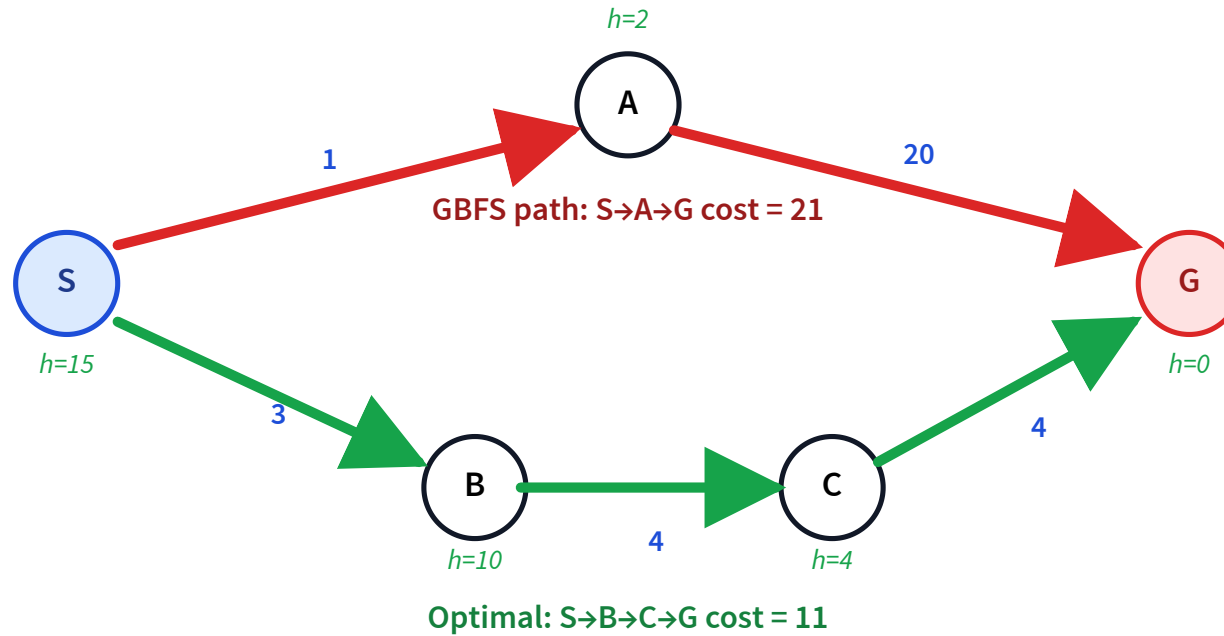 h=2
A
1
20
GBFS path: S→A→G cost = 21
S
G
h=15
h=0
3
4
B
C
4
h=10
h=4
Optimal: S→B→C→G cost = 11